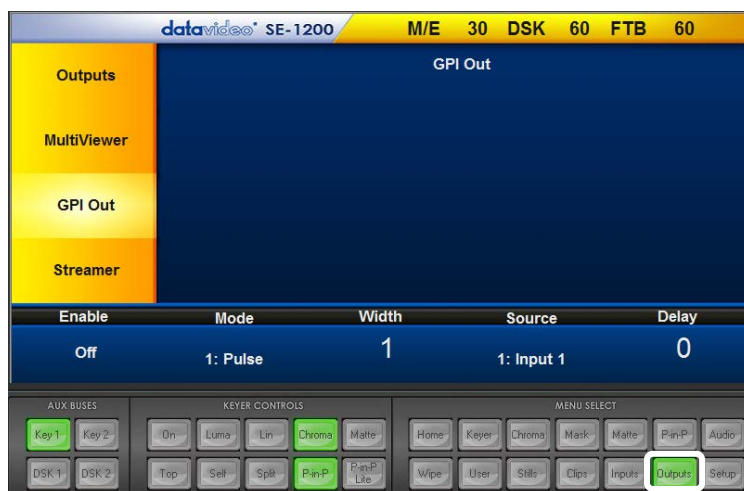 datavideo® SE-1200 M/E 30 DSK 60 FTB 60
Outputs
MultiViewer
GPI Out
Streamer
GPI Out
Enable Mode Width Source Delay
Off 1: Pulse 1 1: Input 1 0
AUX BUSES KEYER CONTROLS MENU SELECT
Key 1 Key 2 On Luma Lin Chroma Matte Home Keyer Chroma Mask Matte P-in-P Audio
DSK 1 DSK 2 Top Self Split P-in-P P-in-P Lite Wipe User Stills Clips Inputs Outputs Setup